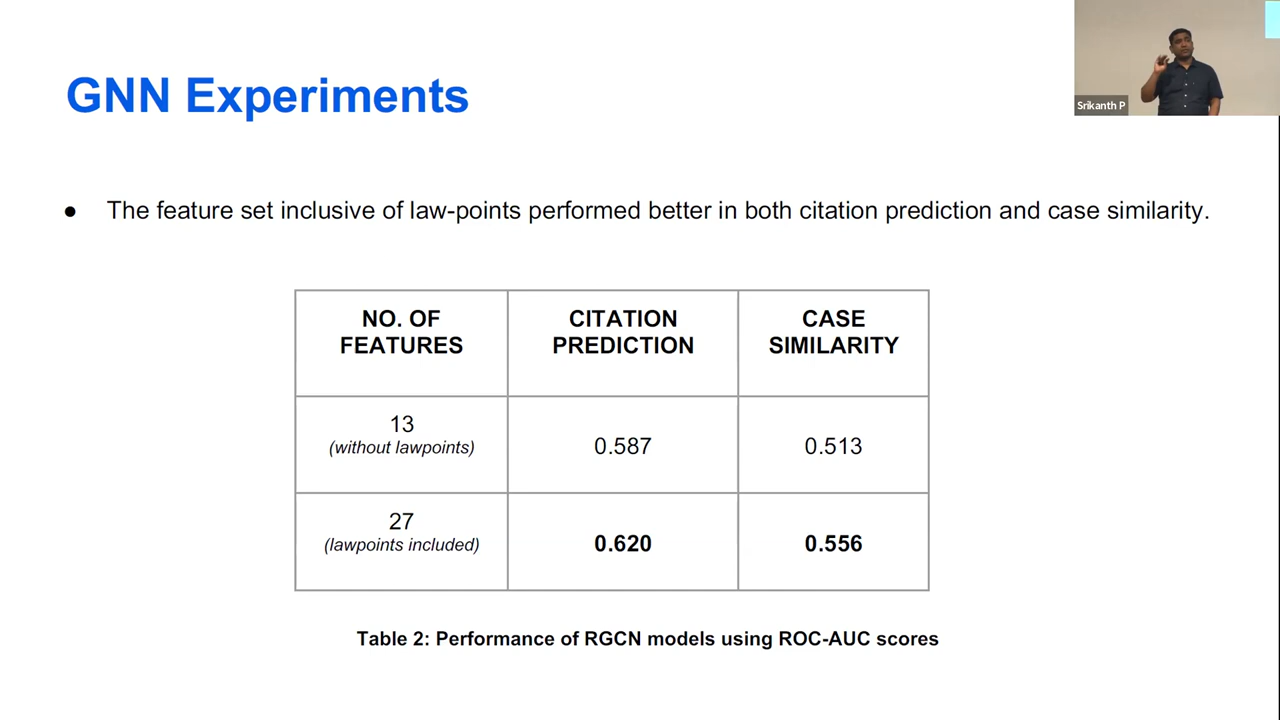 GNN Experiments
Srikanth P
● The feature set inclusive of law-points performed better in both citation prediction and case similarity.
NO. OF
FEATURES
CITATION
PREDICTION
CASE
SIMILARITY
13
(without lawpoints)
0.587
0.513
27
(lawpoints included)
0.620
0.556
Table 2: Performance of RGCN models using ROC-AUC scores